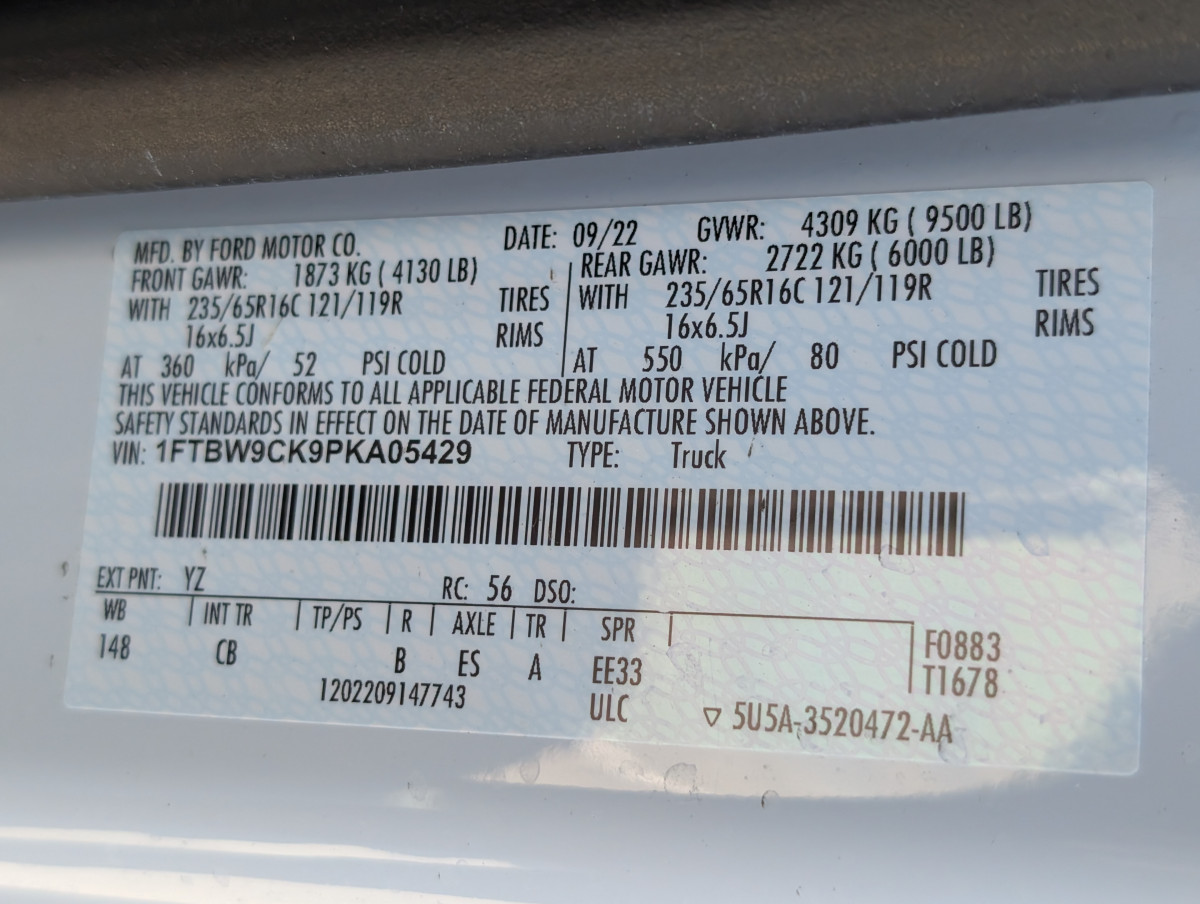 MFD. BY FORD MOTOR CO. DATE: 09/22 GVWR: 4309 KG ( 9500 LB)
FRONT GAWR: 1873 KG ( 4130 LB) REAR GAWR: 2722 KG ( 6000 LB)
WITH 235/65R16C 121/119R TIRES WITH 235/65R16C 121/119R TIRES
16x6.5J RIMS 16x6.5J RIMS
AT 360 kPa/ 52 PSI COLD AT 550 kPa/ 80 PSI COLD
THIS VEHICLE CONFORMS TO ALL APPLICABLE FEDERAL MOTOR VEHICLE
SAFETY STANDARDS IN EFFECT ON THE DATE OF MANUFACTURE SHOWN ABOVE.
VIN: 1FTBW9CK9PKA05429 TYPE: Truck
EXT PNT: YZ RC: 56 DSO:
WB INT TR TP/PS R AXLE TR SPR F0883
148 CB B ES A EE33 T1678
1202209147743 ULC ▽ 5U5A-3520472-AA